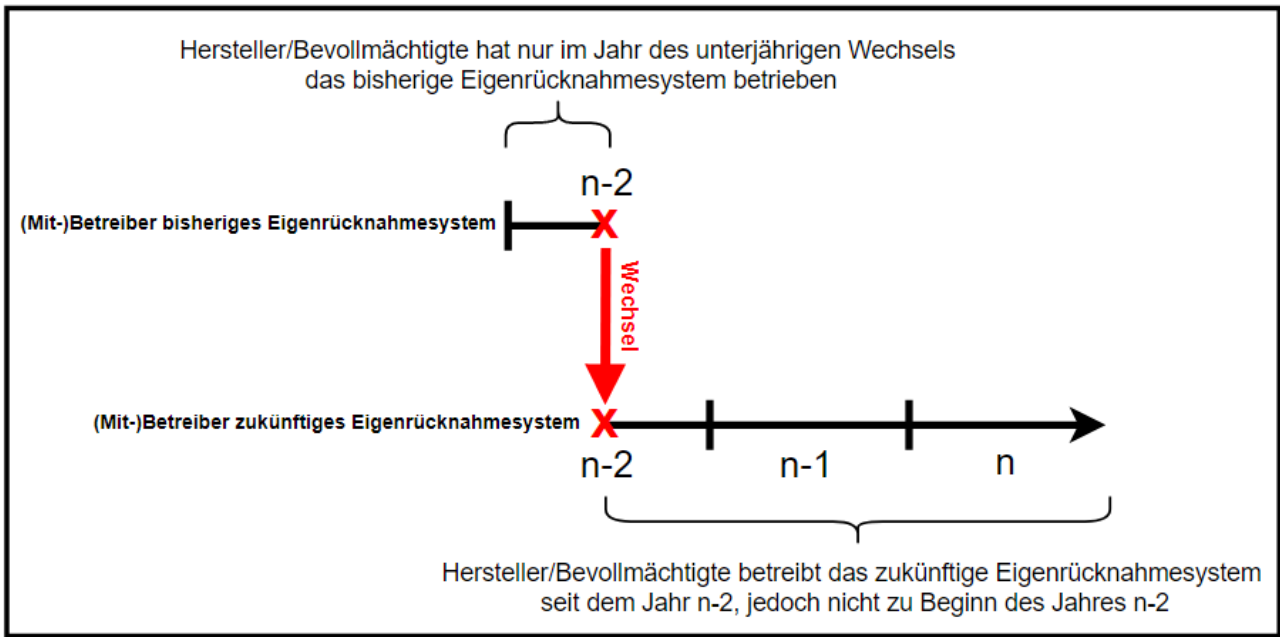 Hersteller/Bevollmächtigte hat nur im Jahr des unterjährigen Wechsels
das bisherige Eigenrücknahmesystem betrieben
n-2
(Mit-)Betreiber bisheriges Eigenrücknahmesystem
x
Wechsel
(Mit-)Betreiber zukünftiges Eigenrücknahmesystem
x
n-2
n-1
n
Hersteller/Bevollmächtigte betreibt das zukünftige Eigenrücknahmesystem
seit dem Jahr n-2, jedoch nicht zu Beginn des Jahres n-2